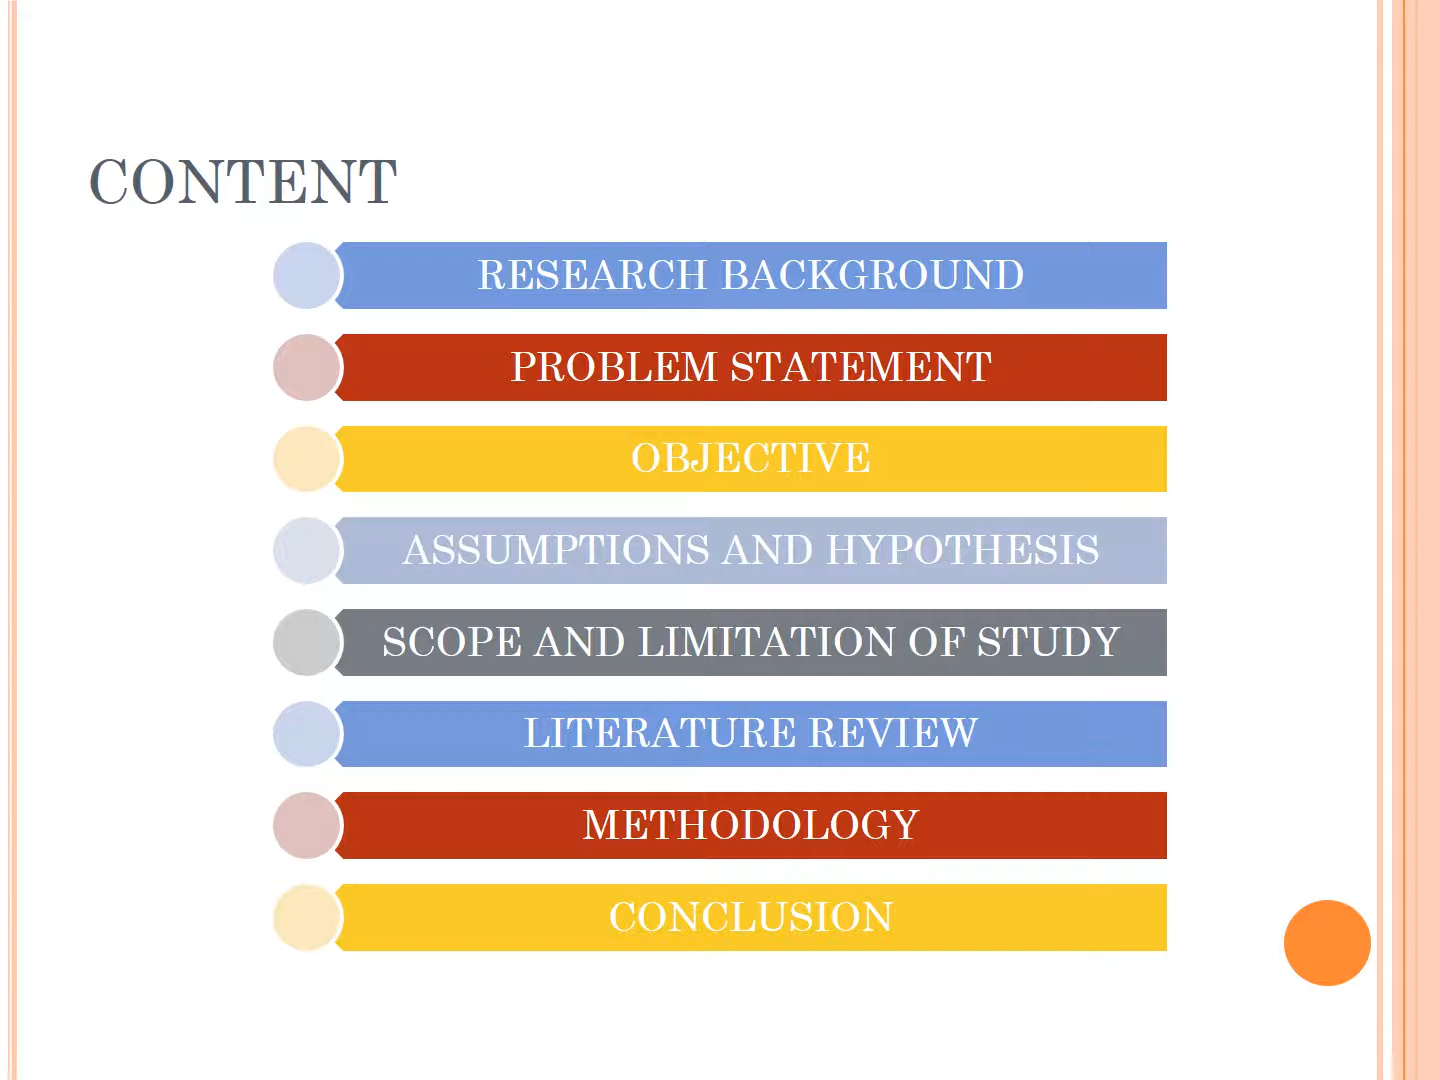 CONTENT
RESEARCH BACKGROUND
PROBLEM STATEMENT
OBJECTIVE
ASSUMPTIONS AND HYPOTHESIS
SCOPE AND LIMITATION OF STUDY
LITERATURE REVIEW
METHODOLOGY
CONCLUSION